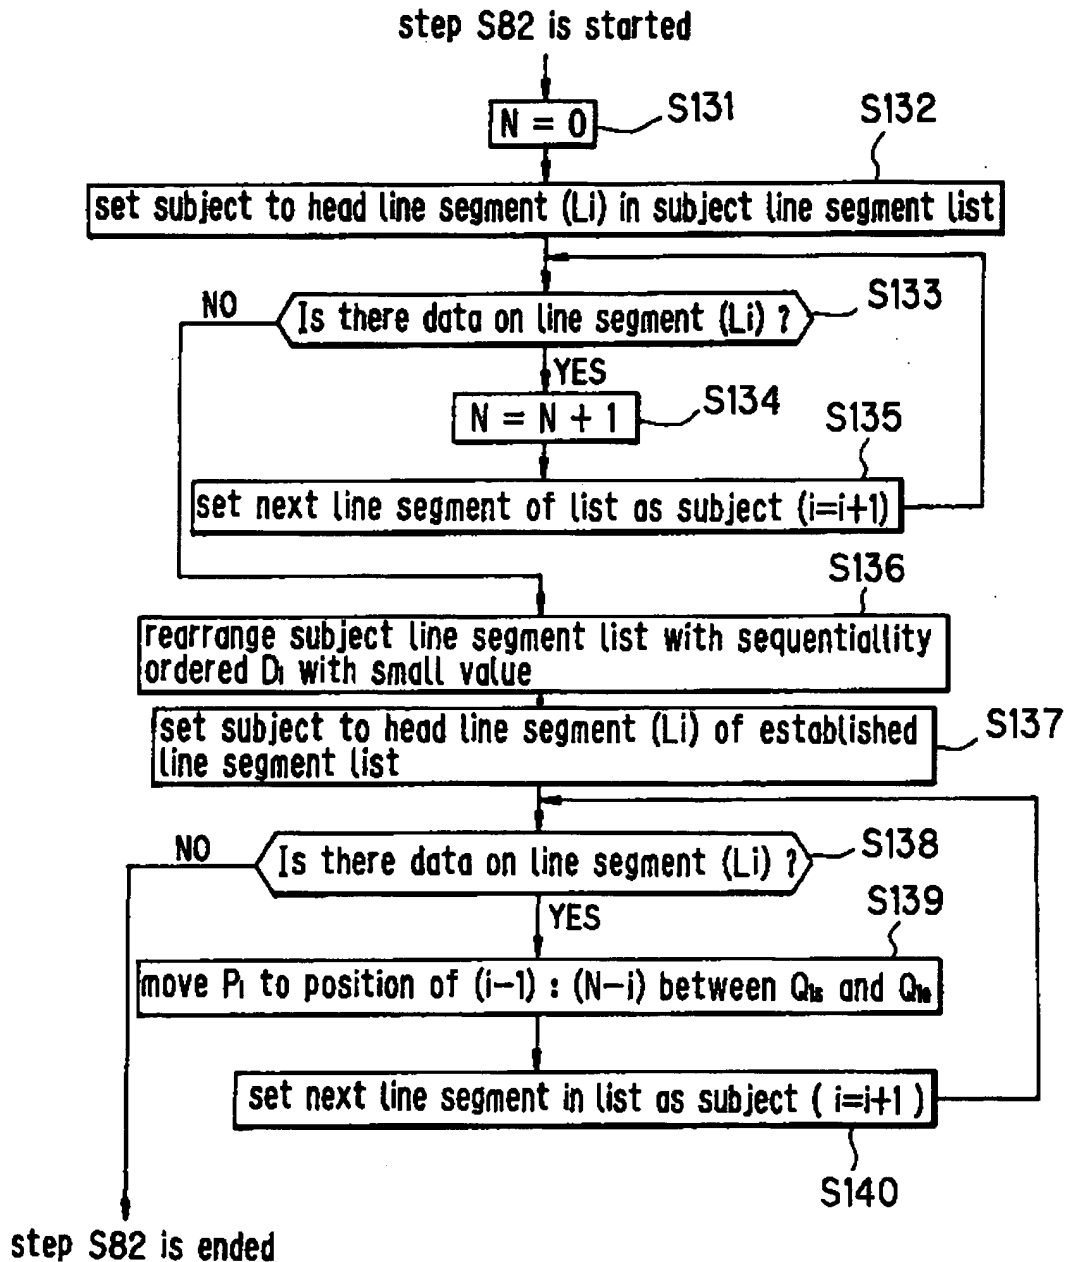 step S82 is started
N = 0
S131
S132
set subject to head line segment (Li) in subject line segment list
NO
Is there data on line segment (Li) ?
S133
YES
N = N + 1
S134
S135
set next line segment of list as subject (i=i+1)
S136
rearrange subject line segment list with sequentiallity
ordered Di with small value
set subject to head line segment (Li) of established
line segment list
S137
NO
Is there data on line segment (Li) ?
S138
YES
S139
move Pi to position of (i-1) : (N-i) between Q1s and Q1e
set next line segment in list as subject ( i=i+1 )
S140
step S82 is ended